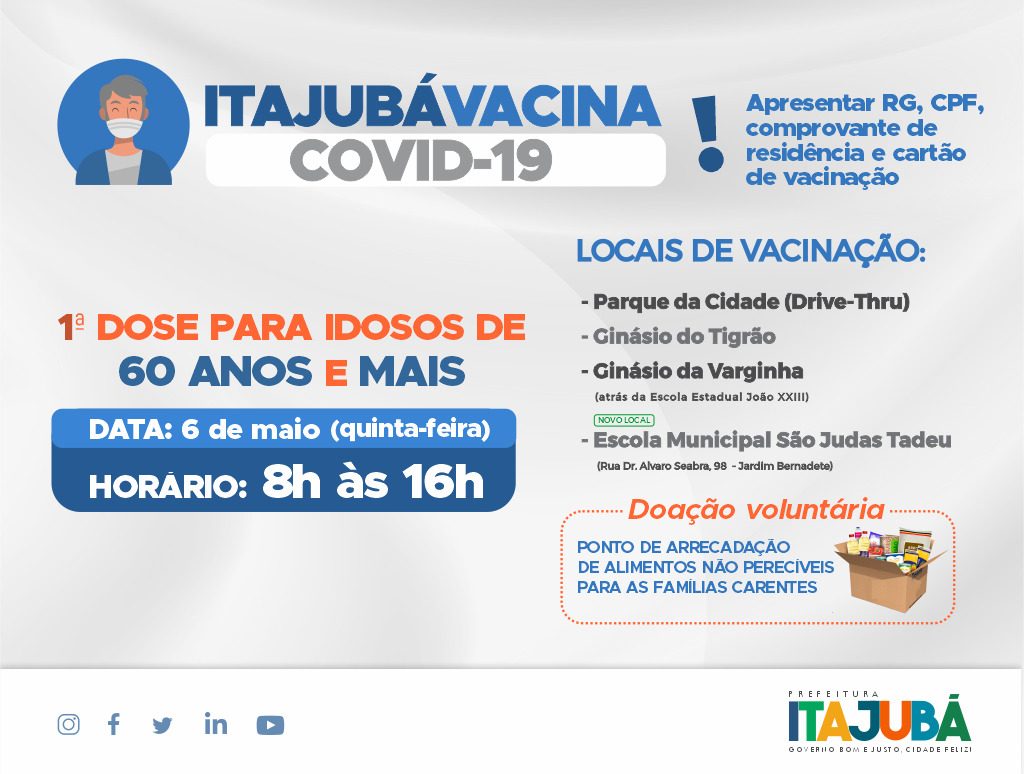 ITAJUBÁVACINA
COVID-19
!
Apresentar RG, CPF,
comprovante de
residência e cartão
de vacinação
1ª DOSE PARA IDOSOS DE
60 ANOS E MAIS
DATA: 6 de maio (quinta-feira)
HORÁRIO: 8h às 16h
LOCAIS DE VACINAÇÃO:
- Parque da Cidade (Drive-Thru)
- Ginásio do Tigrão
- Ginásio da Varginha
(atrás da Escola Estadual João XXIII)
NOVO LOCAL
- Escola Municipal São Judas Tadeu
(Rua Dr. Alvaro Seabra, 98 - Jardim Bernadete)
Doação voluntária
PONTO DE ARRECADAÇÃO
DE ALIMENTOS NÃO PERECÍVEIS
PARA AS FAMÍLIAS CARENTES
PREFEITURA
ITAJUBÁ
GOVERNO BOM E JUSTO, CIDADE FELIZ!